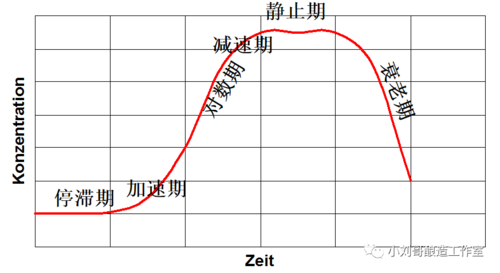 静止期
减速期
对数期
衰老期
加速期
停滞期
Konzentration
Zeit
小刘哥酿造工作室